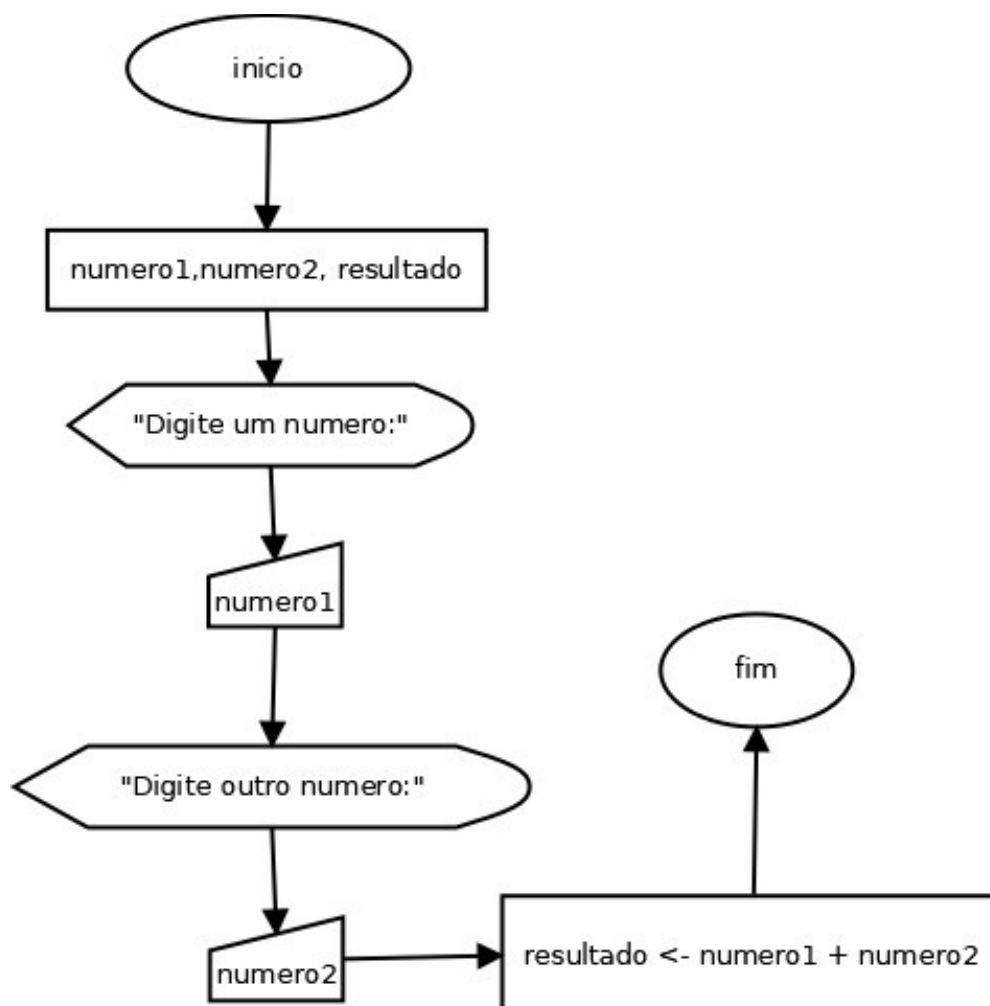 inicio
numero1,numero2, resultado
"Digite um numero:"
numero1
"Digite outro numero:"
numero2
resultado <- numero1 + numero2
fim